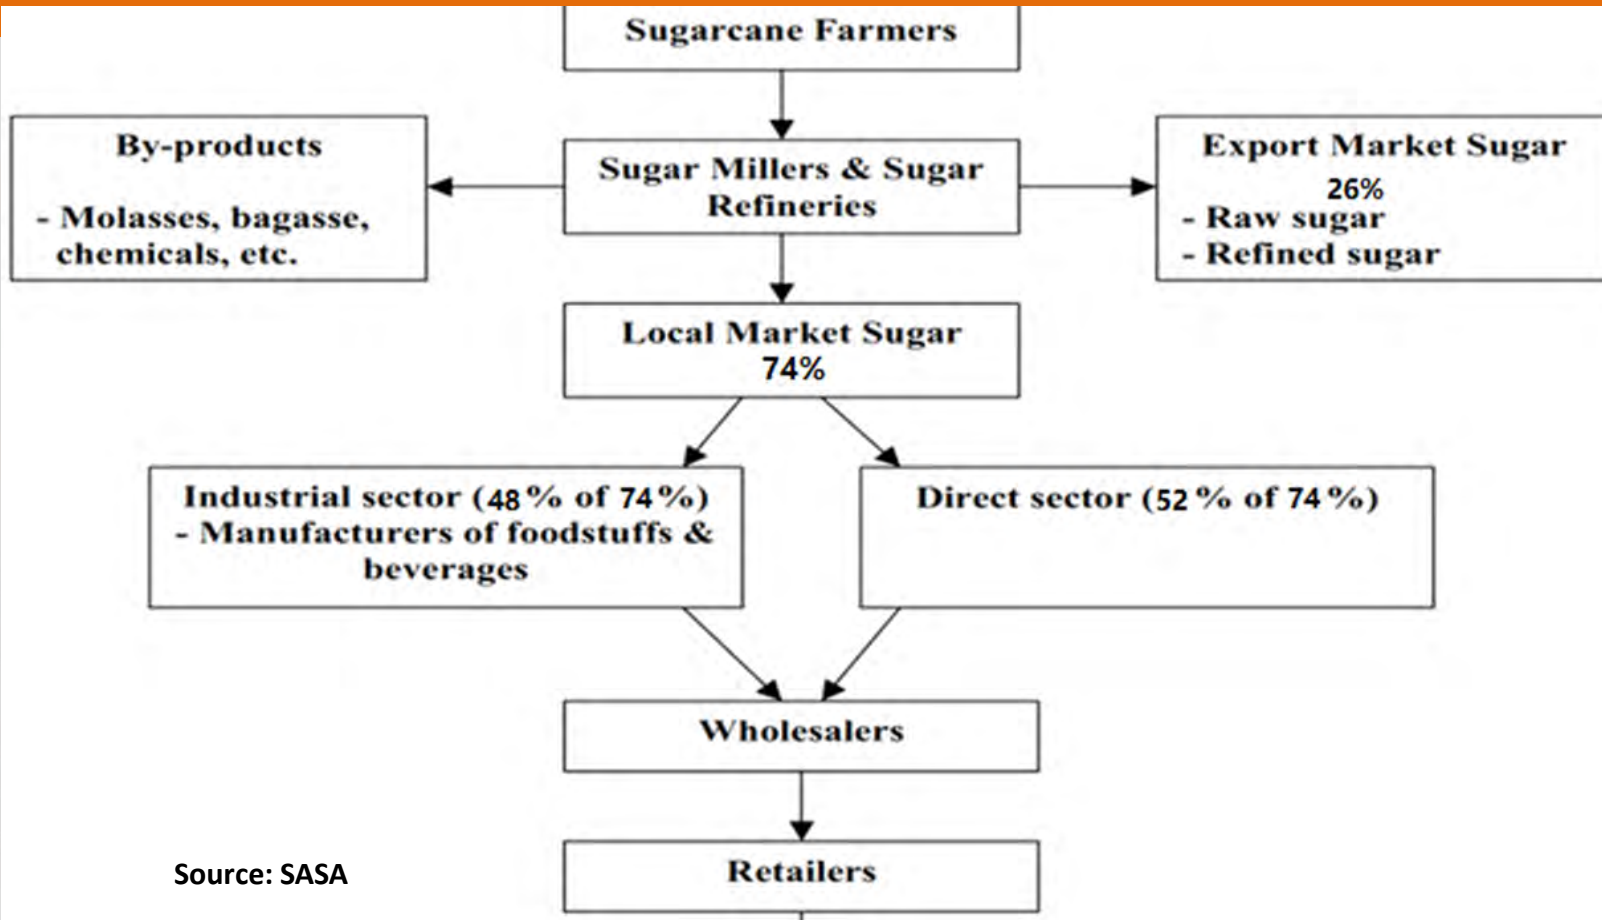 Sugarcane Farmers
By-products
- Molasses, bagasse,
chemicals, etc.
Sugar Millers & Sugar
Refineries
Export Market Sugar
26%
- Raw sugar
- Refined sugar
Local Market Sugar
74%
Industrial sector (48% of 74%)
- Manufacturers of foodstuffs &
beverages
Direct sector (52% of 74%)
Wholesalers
Retailers
Source: SASA